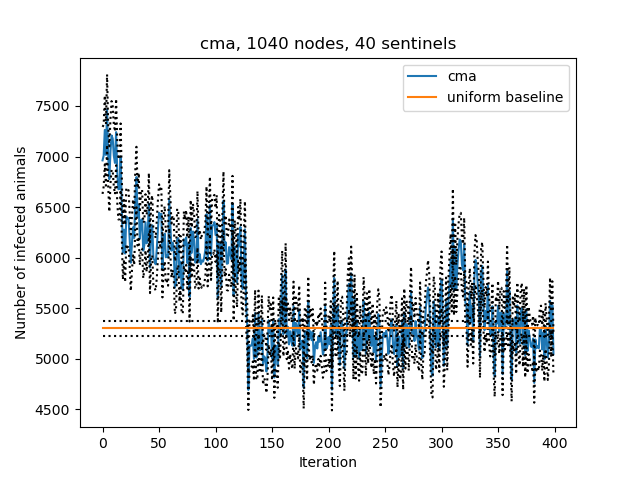 cma, 1040 nodes, 40 sentinels
cma
uniform baseline
Number of infected animals
7500
7000
6500
6000
5500
5000
4500
0 50 100 150 200 250 300 350 400
Iteration